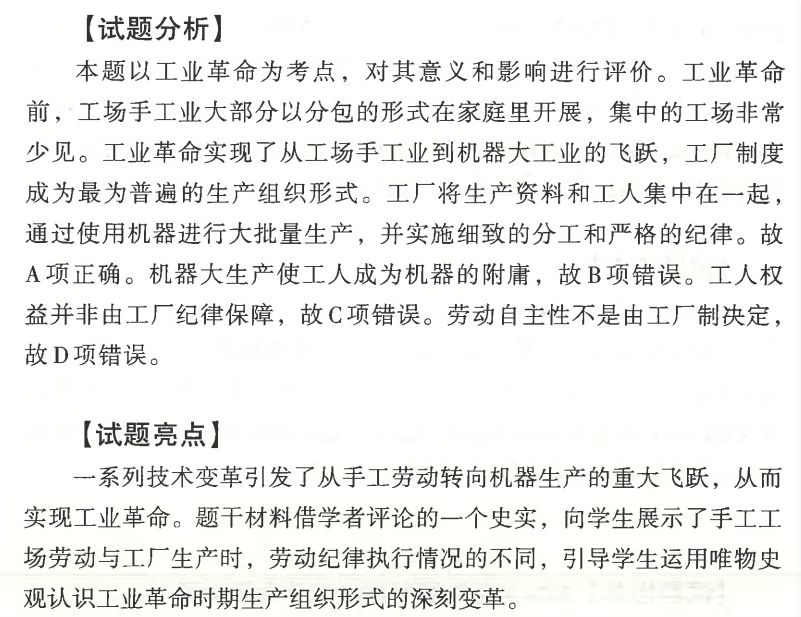 【试题分析】
本题以工业革命为考点，对其意义和影响进行评价。工业革命
前，工场手工业大部分以分包的形式在家庭里开展，集中的工场非常
少见。工业革命实现了从工场手工业到机器大工业的飞跃，工厂制度
成为最为普遍的生产组织形式。工厂将生产资料和工人集中在一起，
通过使用机器进行大批量生产，并实施细致的分工和严格的纪律。故
A项正确。机器大生产使工人成为机器的附庸，故B项错误。工人权
益并非由工厂纪律保障，故C项错误。劳动自主性不是由工厂制决定，
故D项错误。
【试题亮点】
一系列技术变革引发了从手工劳动转向机器生产的重大飞跃，从而
实现工业革命。题干材料借学者评论的一个史实，向学生展示了手工工
场劳动与工厂生产时，劳动纪律执行情况的不同，引导学生运用唯物史
观认识工业革命时期生产组织形式的深刻变革。